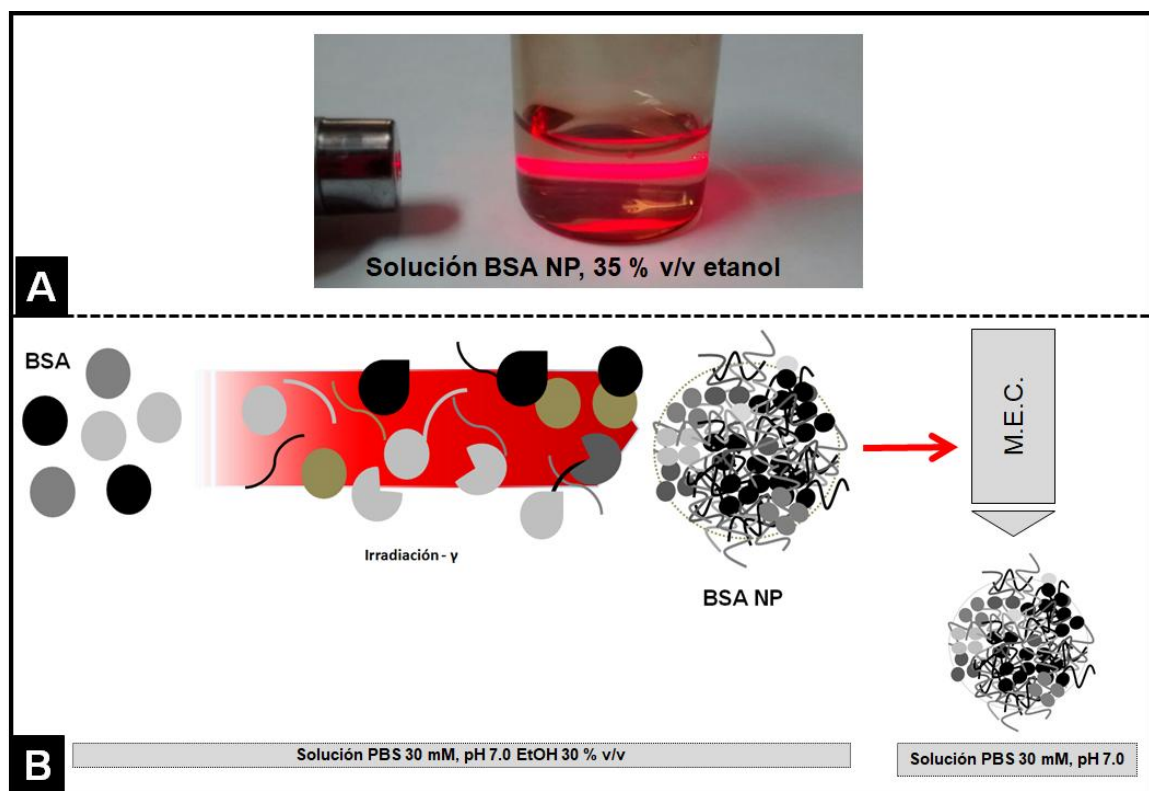 Solución BSA NP, 35 % v/v etanol
A
BSA
Irradiación - γ
BSA NP
M.E.C.
B
Solución PBS 30 mM, pH 7.0 EtOH 30 % v/v
Solución PBS 30 mM, pH 7.0